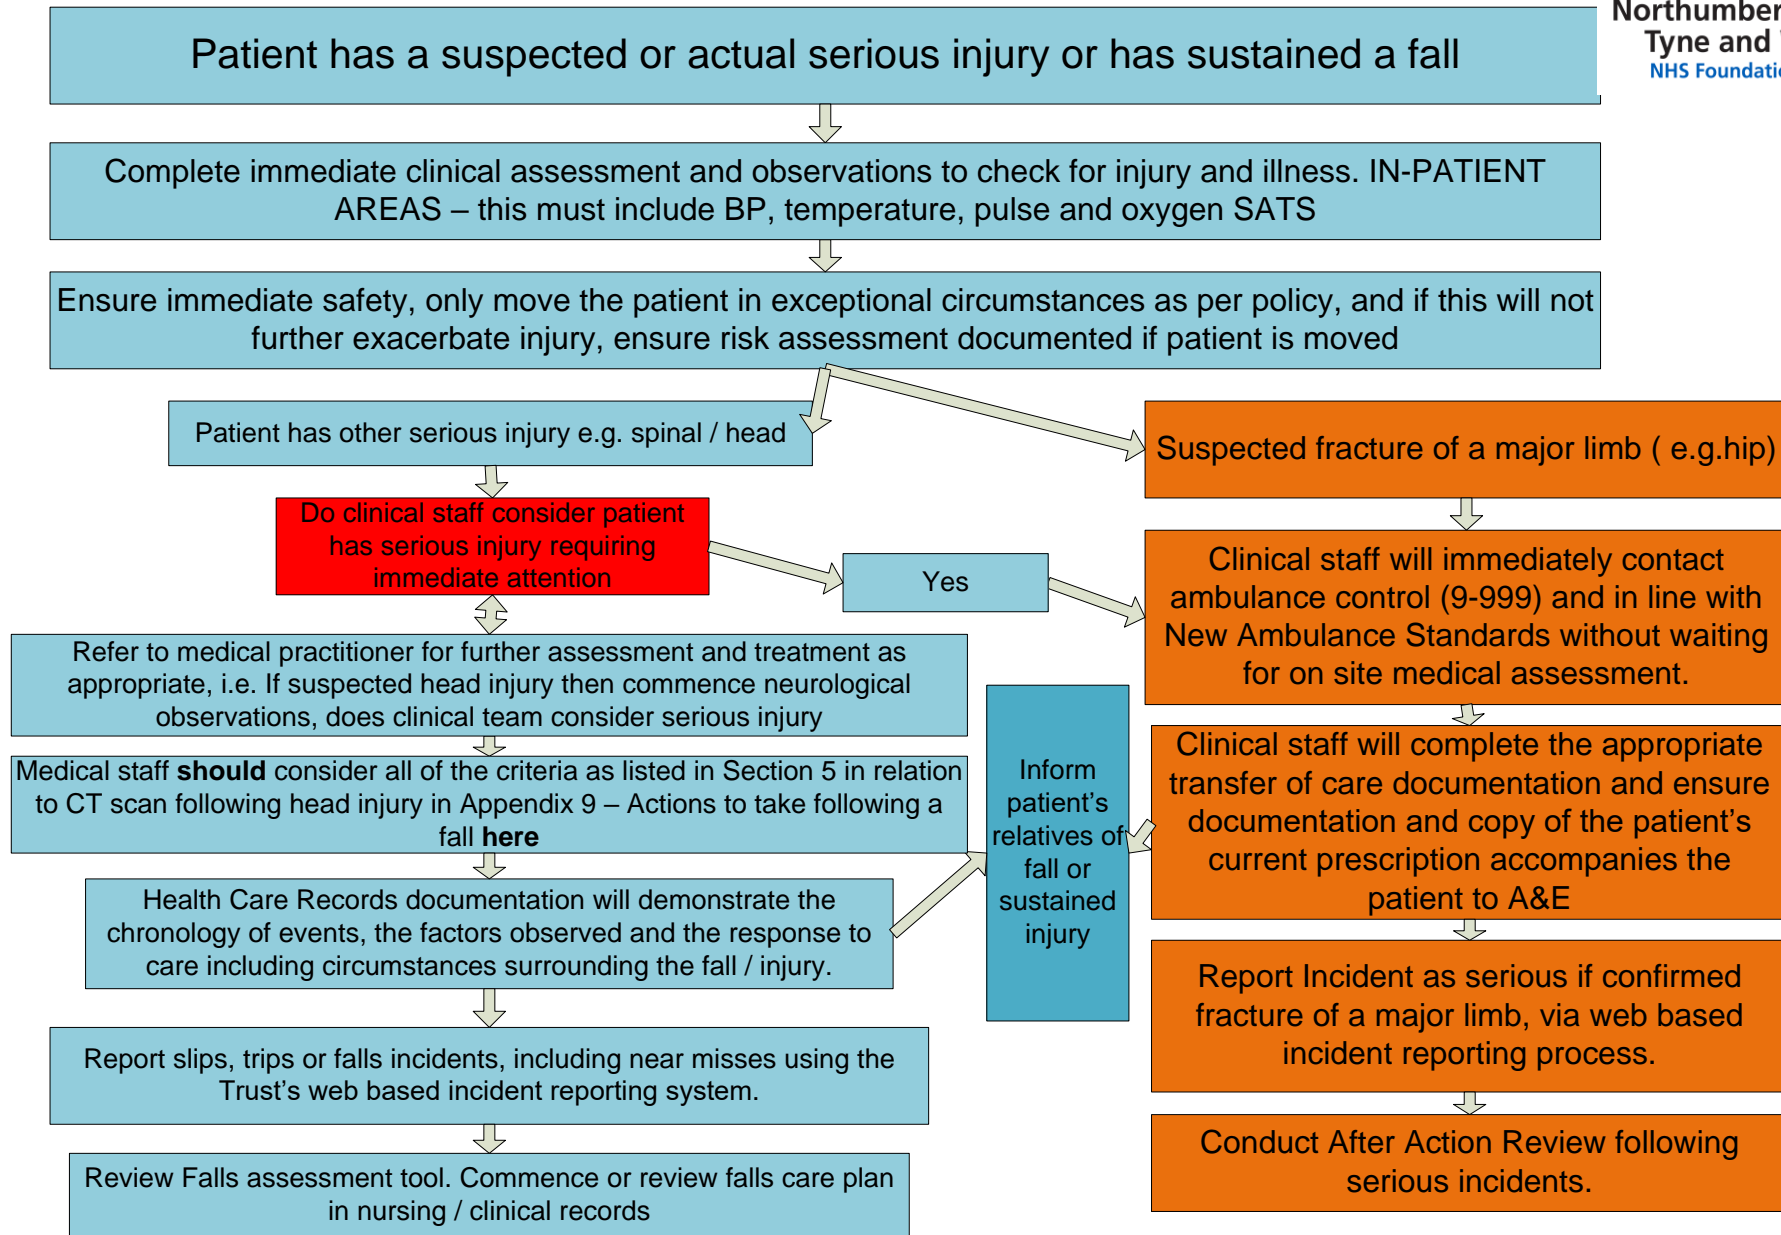 Northumber
Tyne and
NHS Foundatio
Patient has a suspected or actual serious injury or has sustained a fall
Complete immediate clinical assessment and observations to check for injury and illness. IN-PATIENT
AREAS – this must include BP, temperature, pulse and oxygen SATS
Ensure immediate safety, only move the patient in exceptional circumstances as per policy, and if this will not
further exacerbate injury, ensure risk assessment documented if patient is moved
Patient has other serious injury e.g. spinal / head
Do clinical staff consider patient
has serious injury requiring
immediate attention
Yes
Refer to medical practitioner for further assessment and treatment as
appropriate, i.e. If suspected head injury then commence neurological
observations, does clinical team consider serious injury
Medical staff should consider all of the criteria as listed in Section 5 in relation
to CT scan following head injury in Appendix 9 – Actions to take following a
fall here
Health Care Records documentation will demonstrate the
chronology of events, the factors observed and the response to
care including circumstances surrounding the fall / injury.
Report slips, trips or falls incidents, including near misses using the
Trust's web based incident reporting system.
Review Falls assessment tool. Commence or review falls care plan
in nursing / clinical records
Inform
patient's
relatives of
fall or
sustained
injury
Suspected fracture of a major limb ( e.g.hip)
Clinical staff will immediately contact
ambulance control (9-999) and in line with
New Ambulance Standards without waiting
for on site medical assessment.
Clinical staff will complete the appropriate
transfer of care documentation and ensure
documentation and copy of the patient's
current prescription accompanies the
patient to A&E
Report Incident as serious if confirmed
fracture of a major limb, via web based
incident reporting process.
Conduct After Action Review following
serious incidents.